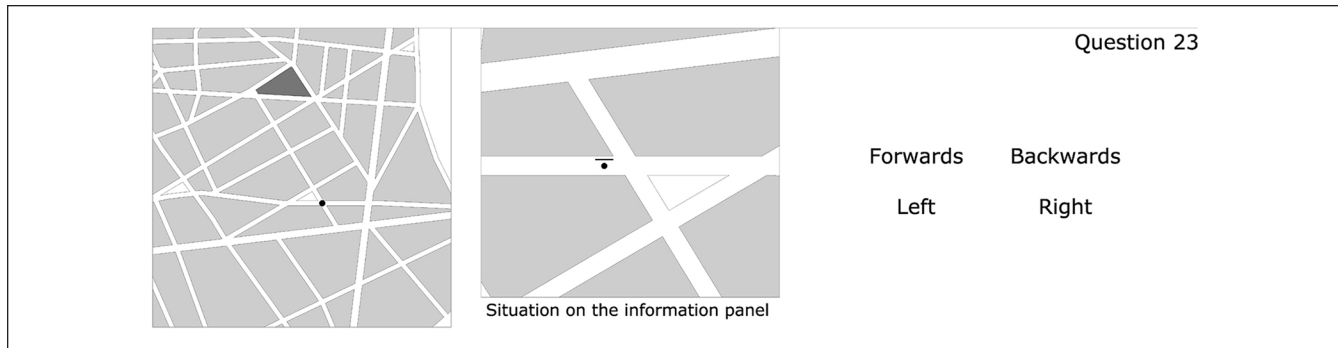 Question 23
Forwards Backwards
Left Right
Situation on the information panel